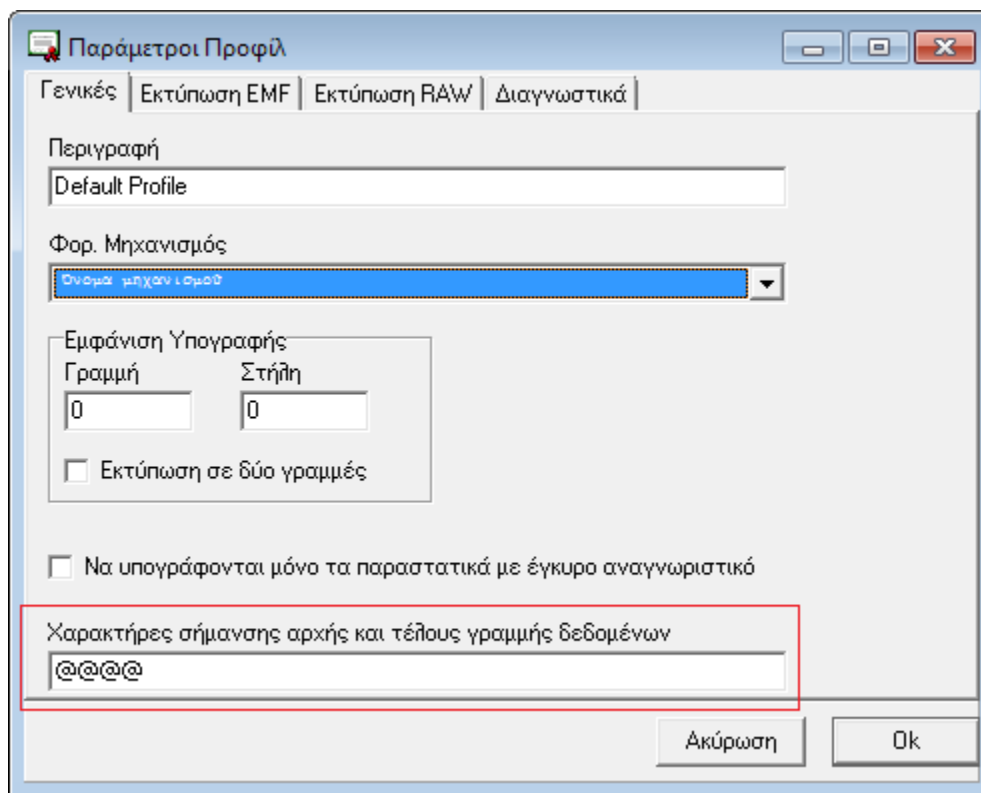 Παράμετροι Προφίλ
Γενικές Εκτύπωση EMF Εκτύπωση RAW Διαγνωστικά
Περιγραφή
Default Profile
Φορ. Μηχανισμός
Όνομα μηχανισμού
Εμφάνιση Υπογραφής
Γραμμή Στήλη
0 0
Εκτύπωση σε δύο γραμμές
Να υπογράφονται μόνο τα παραστατικά με έγκυρο αναγνωριστικό
Χαρακτήρες σήμανσης αρχής και τέλους γραμμής δεδομένων
@@@@
Ακύρωση Ok